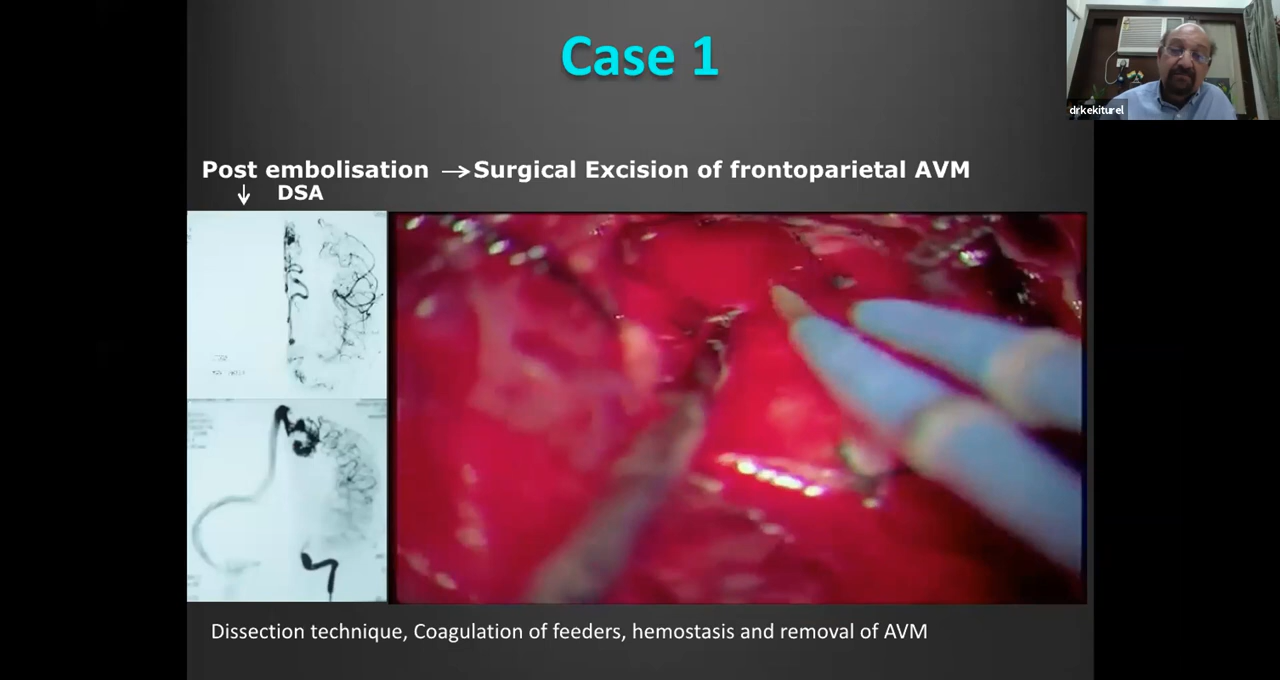 Case 1
drkekiturel
Post embolisation → Surgical Excision of frontoparietal AVM
↓ DSA
Dissection technique, Coagulation of feeders, hemostasis and removal of AVM